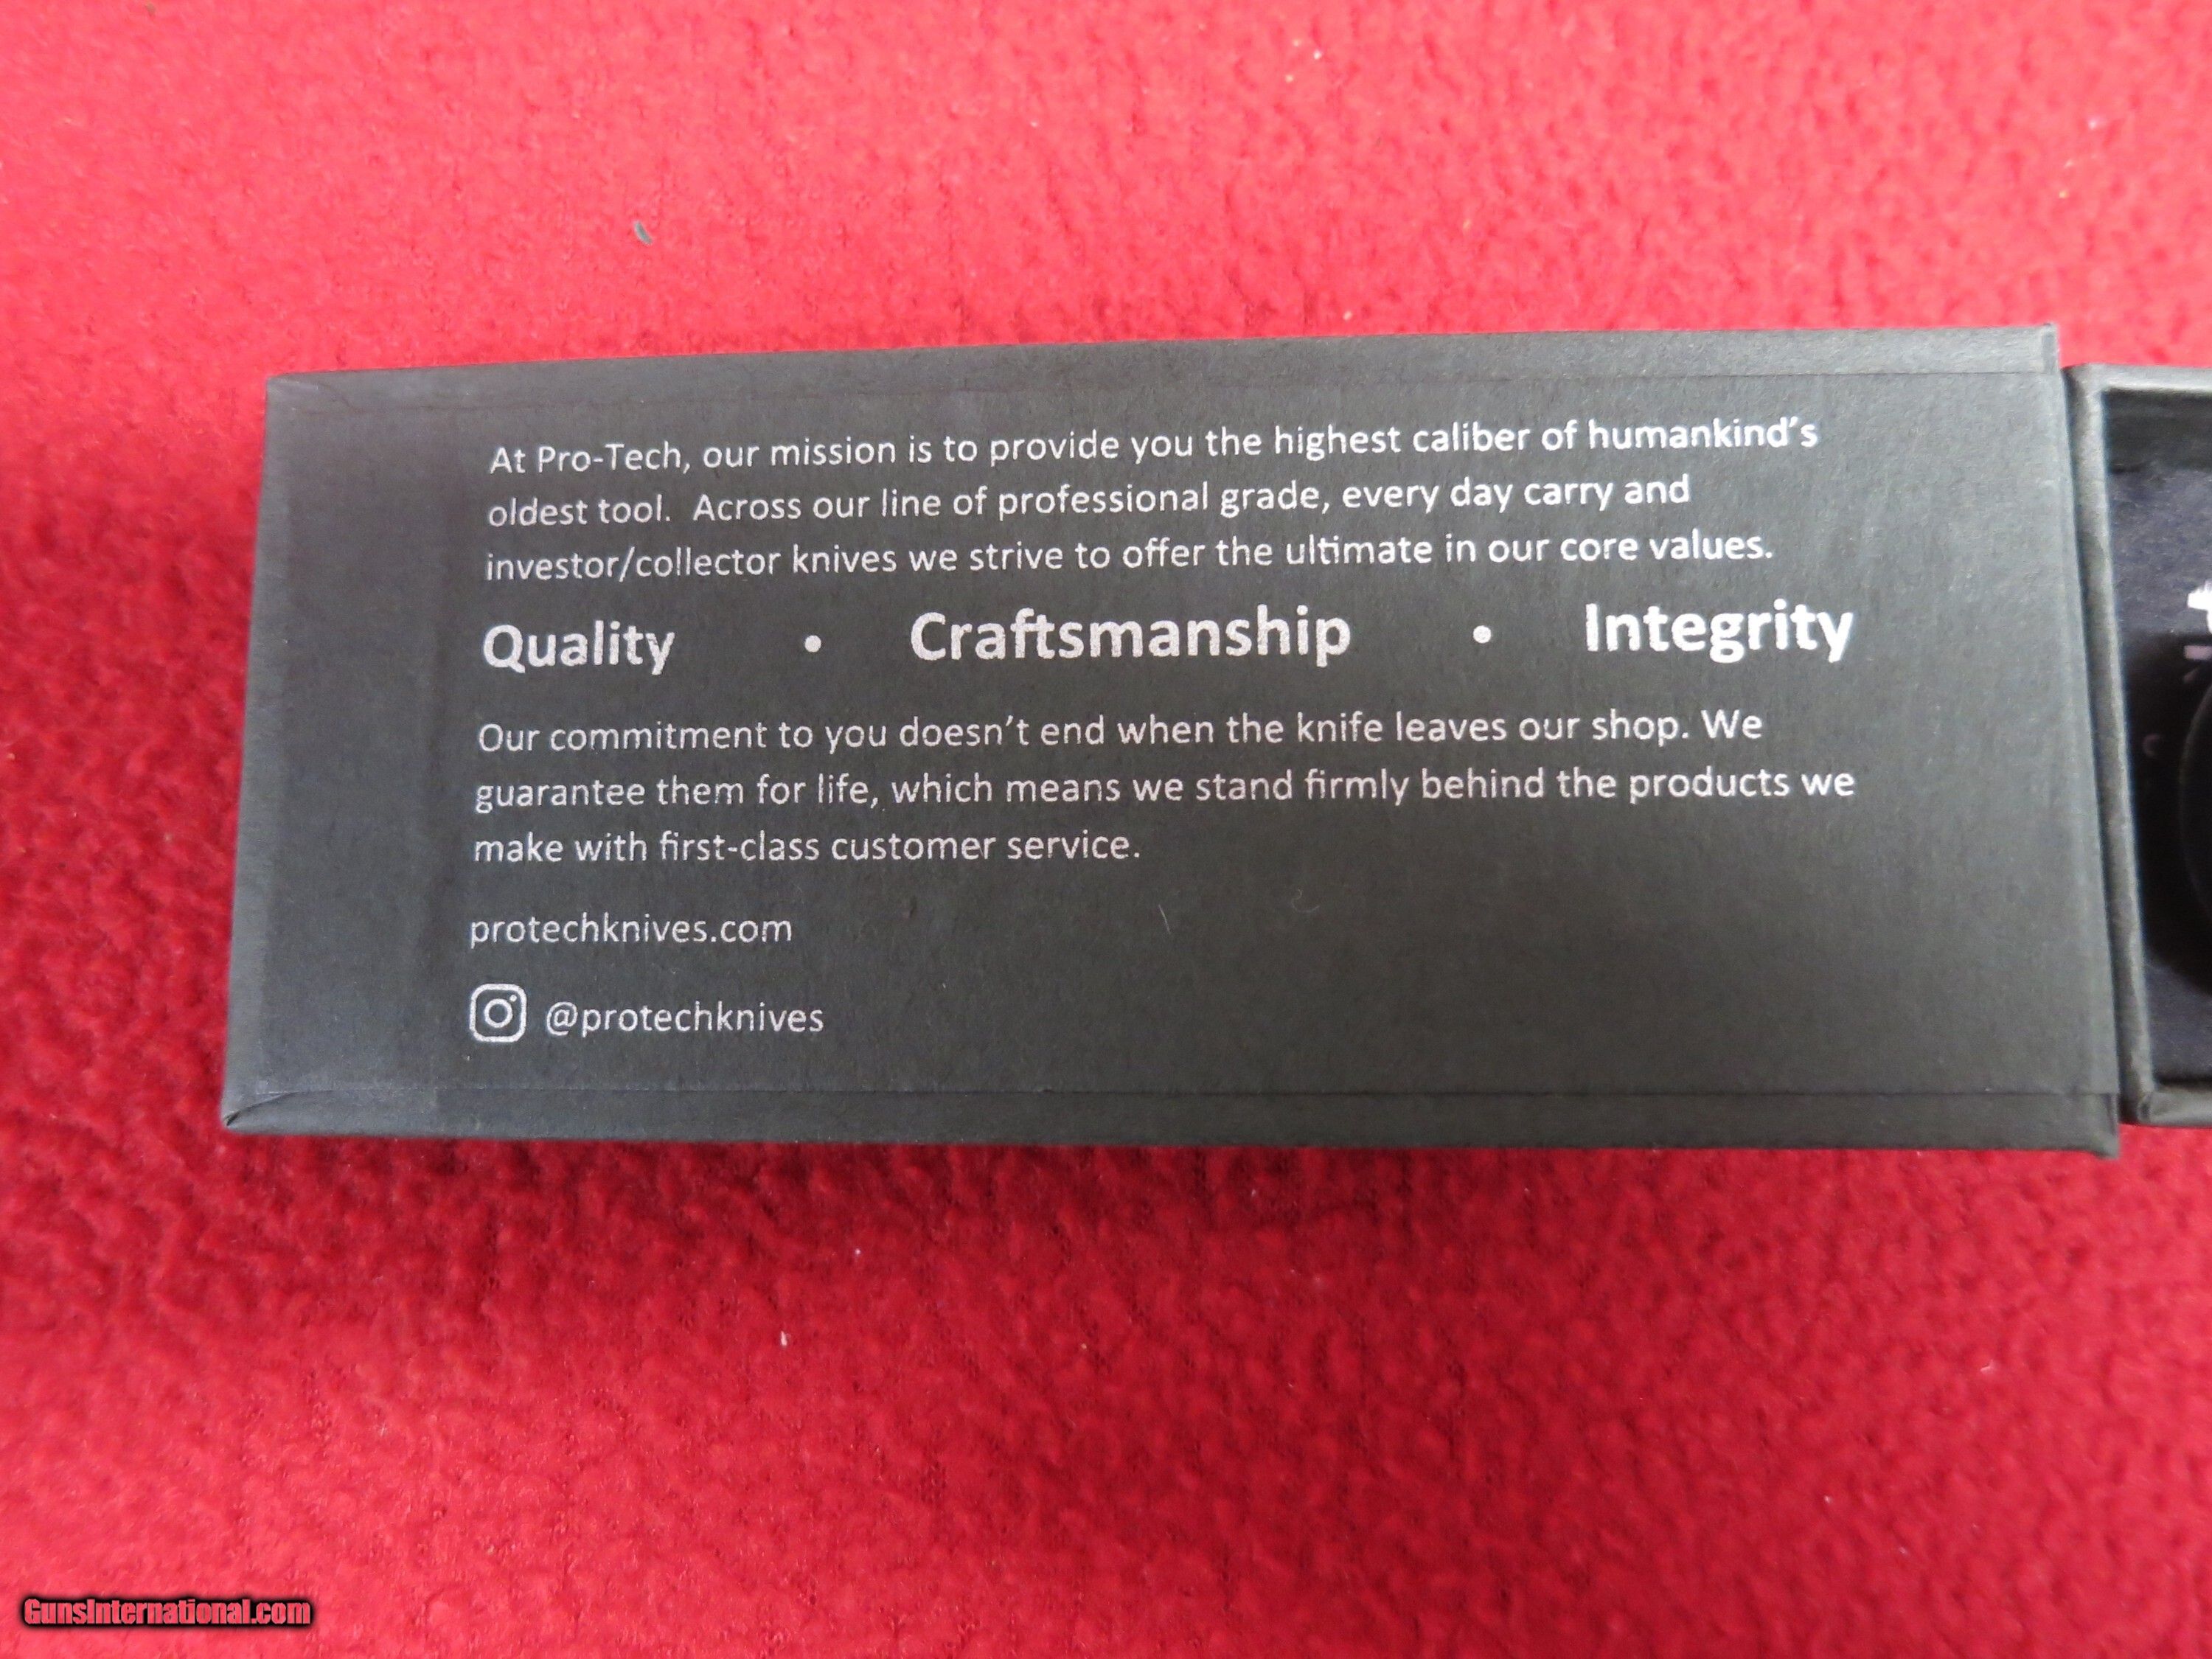 At Pro-Tech, our mission is to provide you the highest caliber of humankind's
oldest tool.  Across our line of professional grade, every day carry and
investor/collector knives we strive to offer the ultimate in our core values.
Quality • Craftsmanship • Integrity
Our commitment to you doesn't end when the knife leaves our shop. We
guarantee them for life, which means we stand firmly behind the products we
make with first-class customer service.
protechknives.com
@protechknives
GunsInternational.com